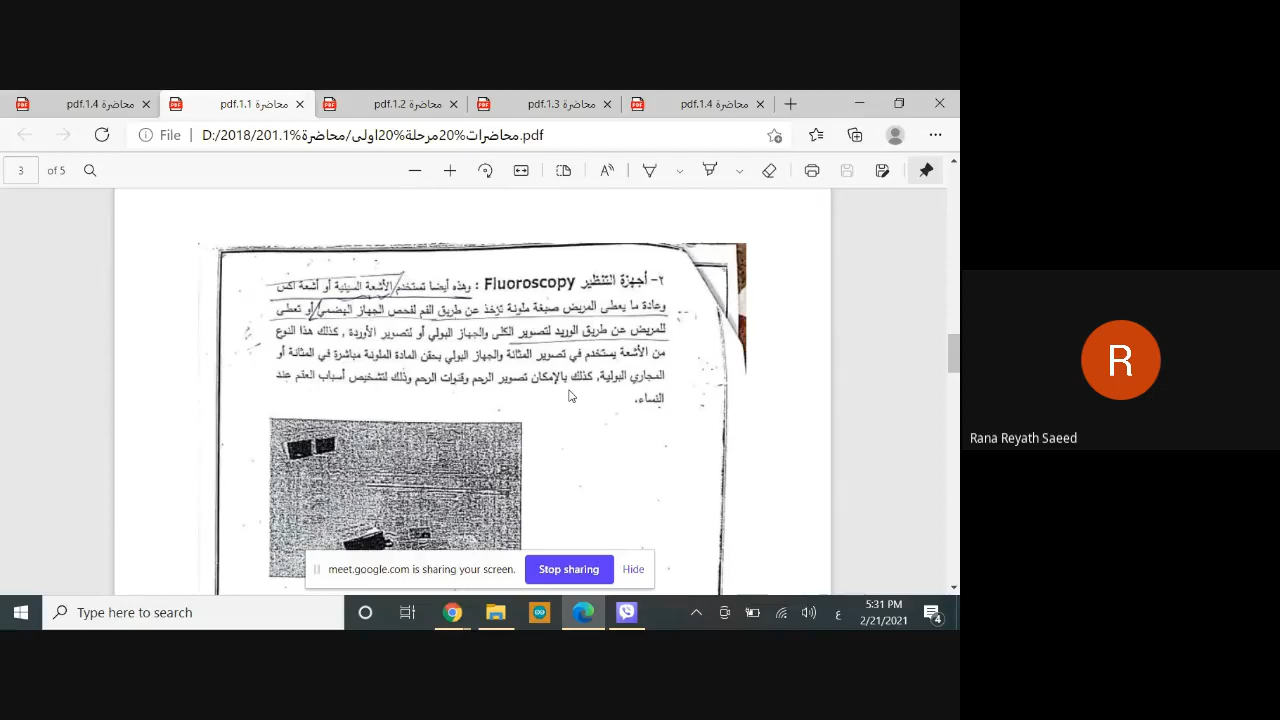 محاضرة 1.4.pdf
محاضرة 1.1.pdf
محاضرة 1.2.pdf
محاضرة 1.3.pdf
محاضرة 1.4.pdf
File
D:/2018/201.1%محاضرات%20مرحلة%20اولى/محاضرة.pdf
3 of 5
٢- أجهزة التنظير Fluoroscopy : وهذه أيضا تستخدم الأشعة السينية أو أشعة اكس
وعادة ما يعطى المريض صبغة ملونة تؤخذ عن طريق الفم لفحص الجهاز الهضمي أو تعطى
للمريض عن طريق الوريد لتصوير الكلى والجهاز البولي أو لتصوير الأوردة , كذلك هذا النوع
من الأشعة يستخدم في تصوير المثانة والجهاز البولي بحقن المادة الملونة مباشرة في المثانة أو
المجاري البولية, كذلك بالإمكان تصوير الرحم وقنوات الرحم وذلك لتشخيص أسباب العقم عند
النساء.
meet.google.com is sharing your screen.
Stop sharing
Hide
R
Rana Reyath Saeed
Type here to search
ع
5:31 PM
2/21/2021
4